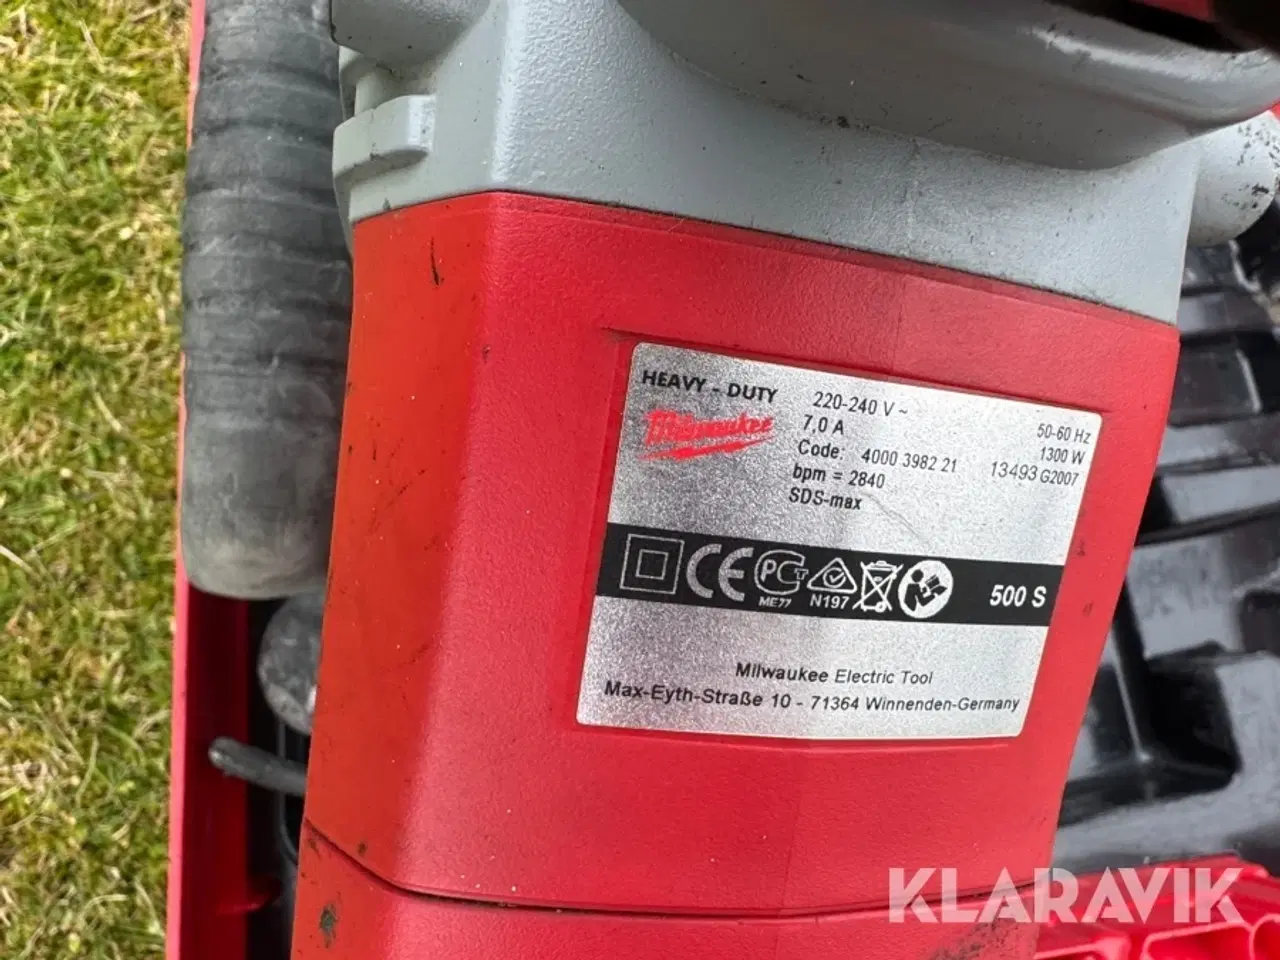 HEAVY - DUTY
Milwaukee
220-240 V ~
7,0 A
50-60 Hz
1300 W
Code: 4000 3982 21
13493 G2007
bpm = 2840
SDS-max
CE
PCT
ME77
N197
500 S
Milwaukee Electric Tool
Max-Eyth-Straße 10 - 71364 Winnenden-Germany
KLARAVIK